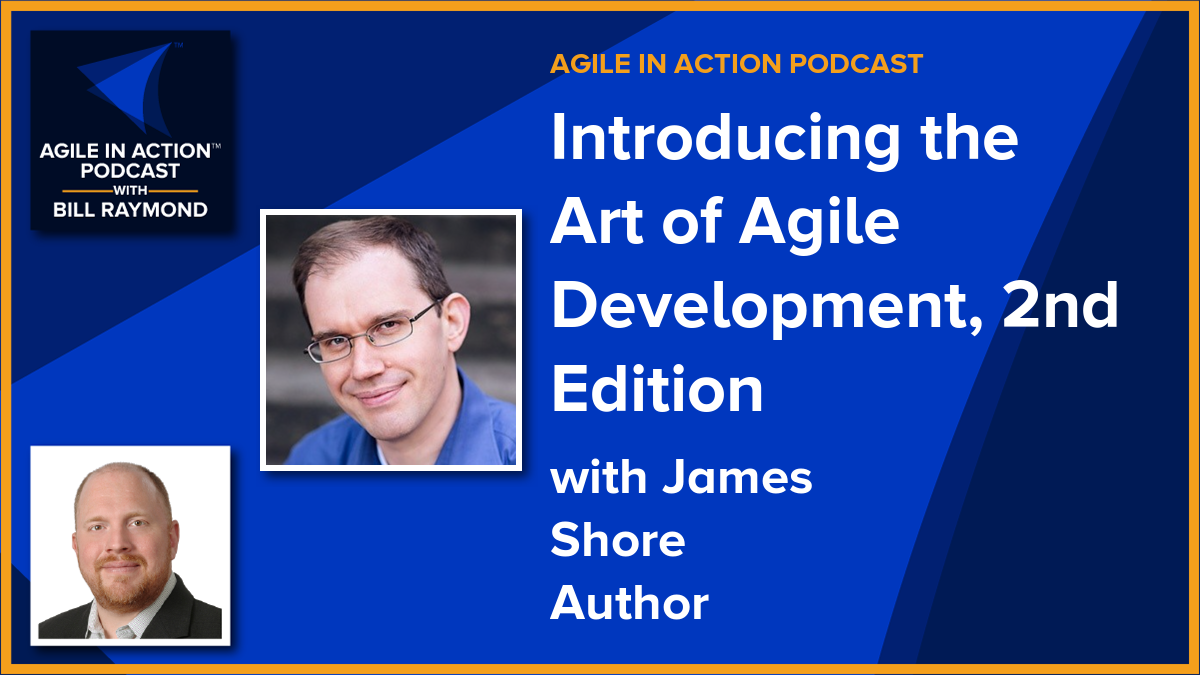 AGILE IN ACTION™
PODCAST
WITH
BILL RAYMOND
AGILE IN ACTION PODCAST
Introducing the
Art of Agile
Development, 2nd
Edition
with James
Shore
Author